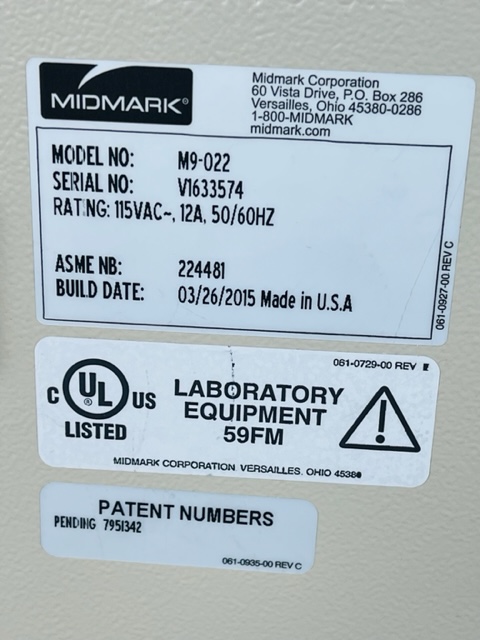 MIDMARK®
Midmark Corporation
60 Vista Drive, P.O. Box 286
Versailles, Ohio 45380-0286
1-800-MIDMARK
midmark.com
MODEL NO: M9-022
SERIAL NO: V1633574
RATING: 115VAC~, 12A, 50/60HZ
ASME NB: 224481
BUILD DATE: 03/26/2015 Made in U.S.A
061-0927-00 REV C
061-0729-00 REV
C UL US
®
LISTED
LABORATORY
EQUIPMENT
59FM
!
MIDMARK CORPORATION VERSAILLES, OHIO 45380
PATENT NUMBERS
PENDING 7951342
061-0935-00 REV C